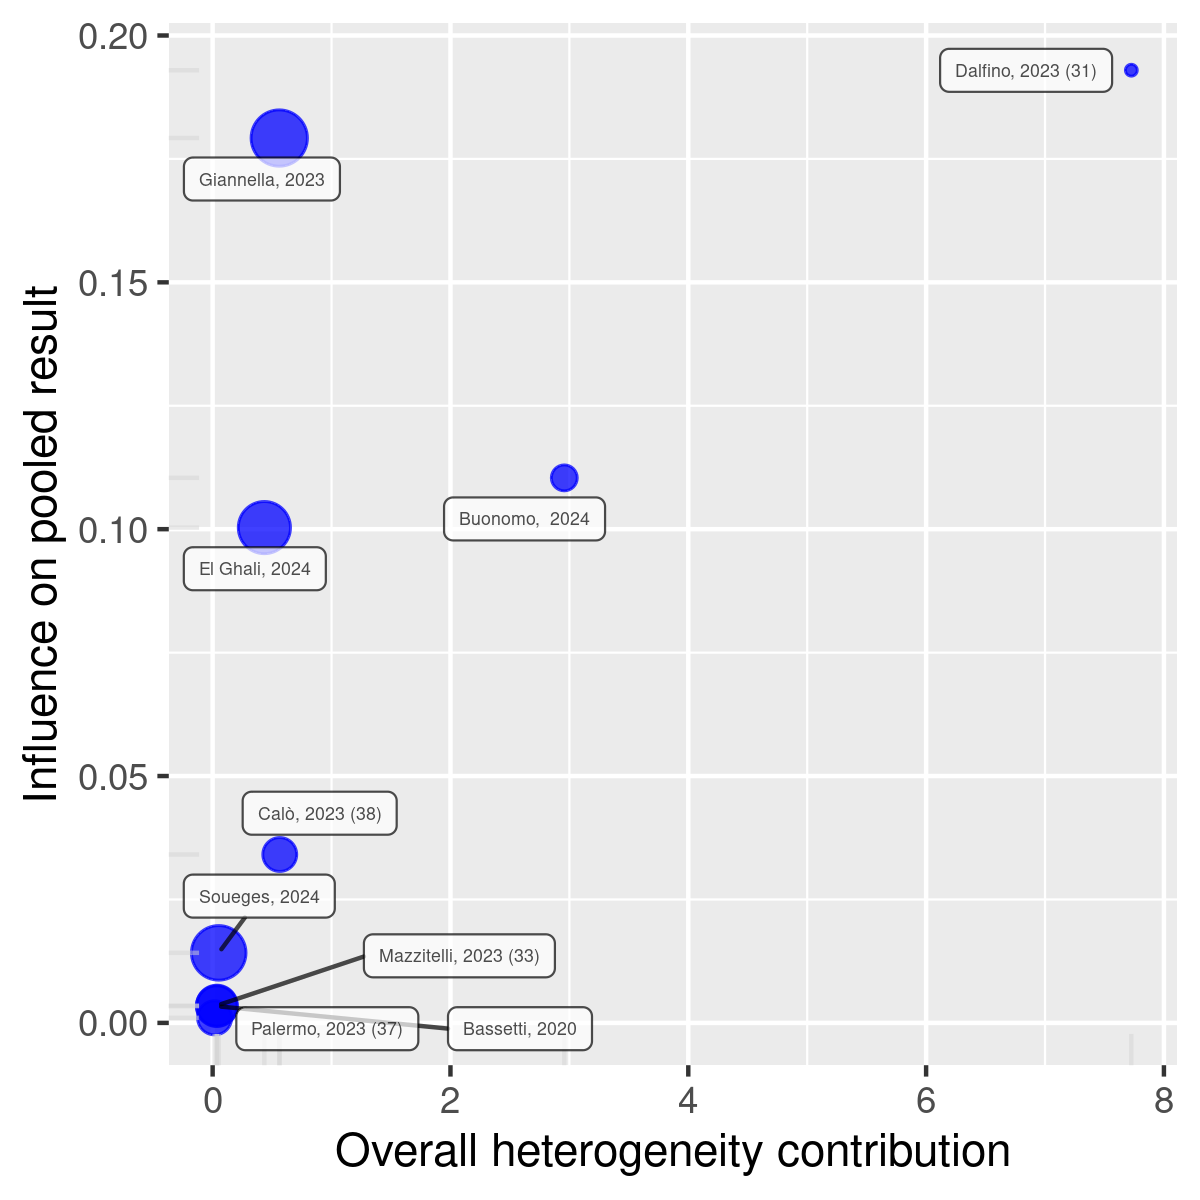 0.20
0.15
0.10
0.05
0.00
Influence on pooled result
Dalfino, 2023 (31)
Giannella, 2023
Buonomo,  2024
El Ghali, 2024
Calò, 2023 (38)
Soueges, 2024
Mazzitelli, 2023 (33)
Palermo, 2023 (37)
Bassetti, 2020
0
2
4
6
8
Overall heterogeneity contribution